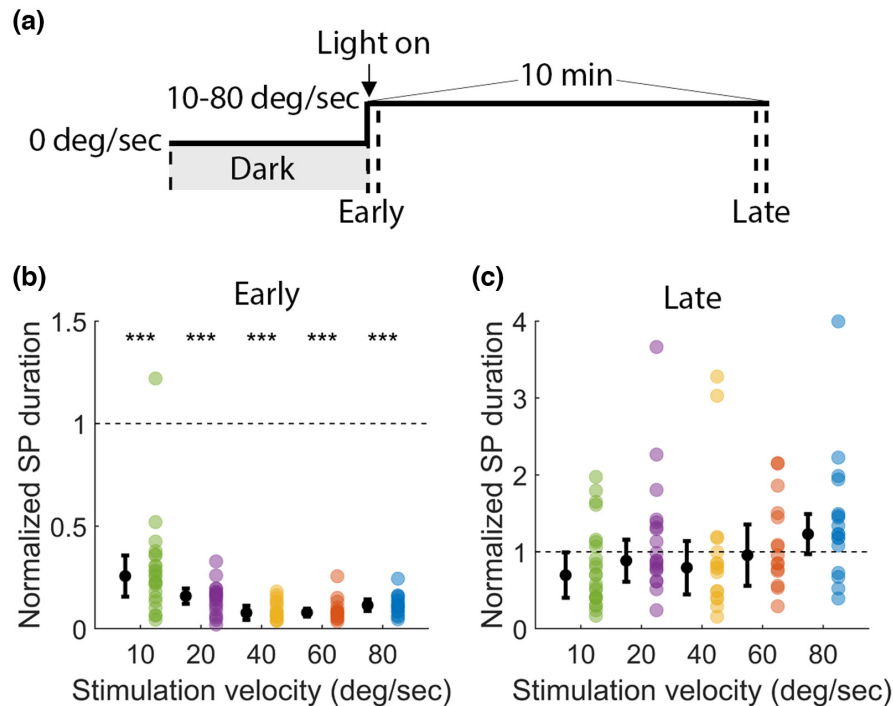 (a)
Light on
10-80 deg/sec
10 min
0 deg/sec
Dark
Early
Late
(b)
Early
Normalized SP duration
1.5
1
0.5
0
*** *** *** *** ***
10 20 40 60 80
Stimulation velocity (deg/sec)
(c)
Late
Normalized SP duration
4
3
2
1
0
10 20 40 60 80
Stimulation velocity (deg/sec)